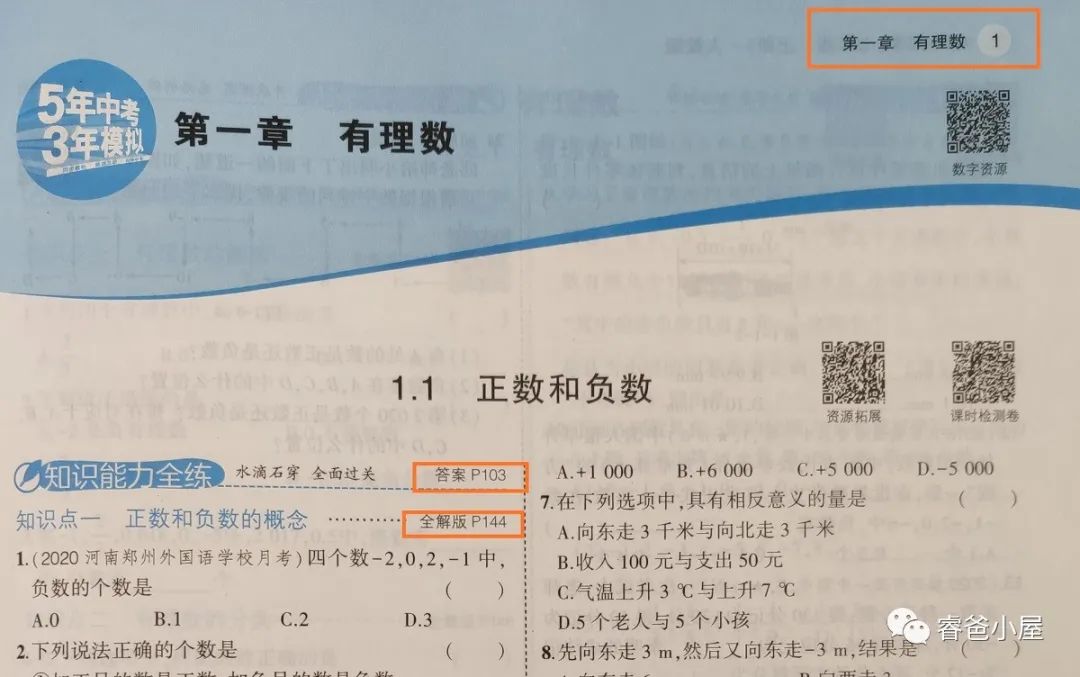 第一章 有理数 1
5年中考
3年模拟
第一章 有理数
数字资源
1.1 正数和负数
资源拓展
课时检测卷
知识能力全练 水滴石穿 全面过关 答案 P103
知识点一 正数和负数的概念 ………… 全解版 P144
1.(2020河南郑州外国语学校月考)四个数-2,0,2,-1中,
负数的个数是 ( )
A.0 B.1 C.2 D.3
2.下列说法正确的个数是 ( )
A.+1 000 B.+6 000 C.+5 000 D.-5 000
7.在下列选项中,具有相反意义的量是 ( )
A.向东走3千米与向北走3千米
B.收入100元与支出50元
C.气温上升3 ℃与上升7 ℃
D.5个老人与5个小孩
8.先向东走3 m,然后又向东走-3 m,结果是 ( )
睿爸小屋